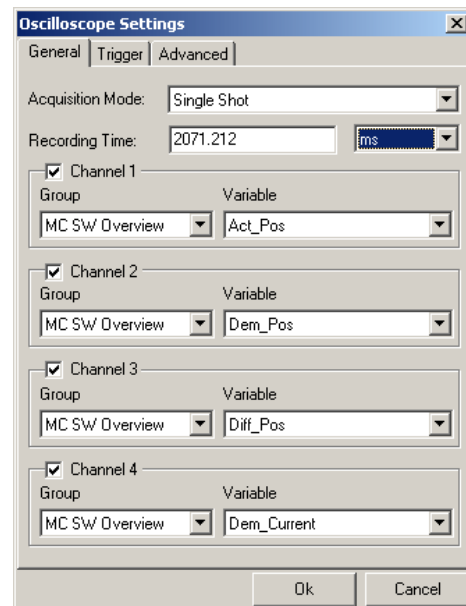 Oscilloscope Settings
General Trigger Advanced
Acquisition Mode: Single Shot
Recording Time: 2071.212 ms
Channel 1
Group Variable
MC SW Overview Act_Pos
Channel 2
Group Variable
MC SW Overview Dem_Pos
Channel 3
Group Variable
MC SW Overview Diff_Pos
Channel 4
Group Variable
MC SW Overview Dem_Current
Ok Cancel